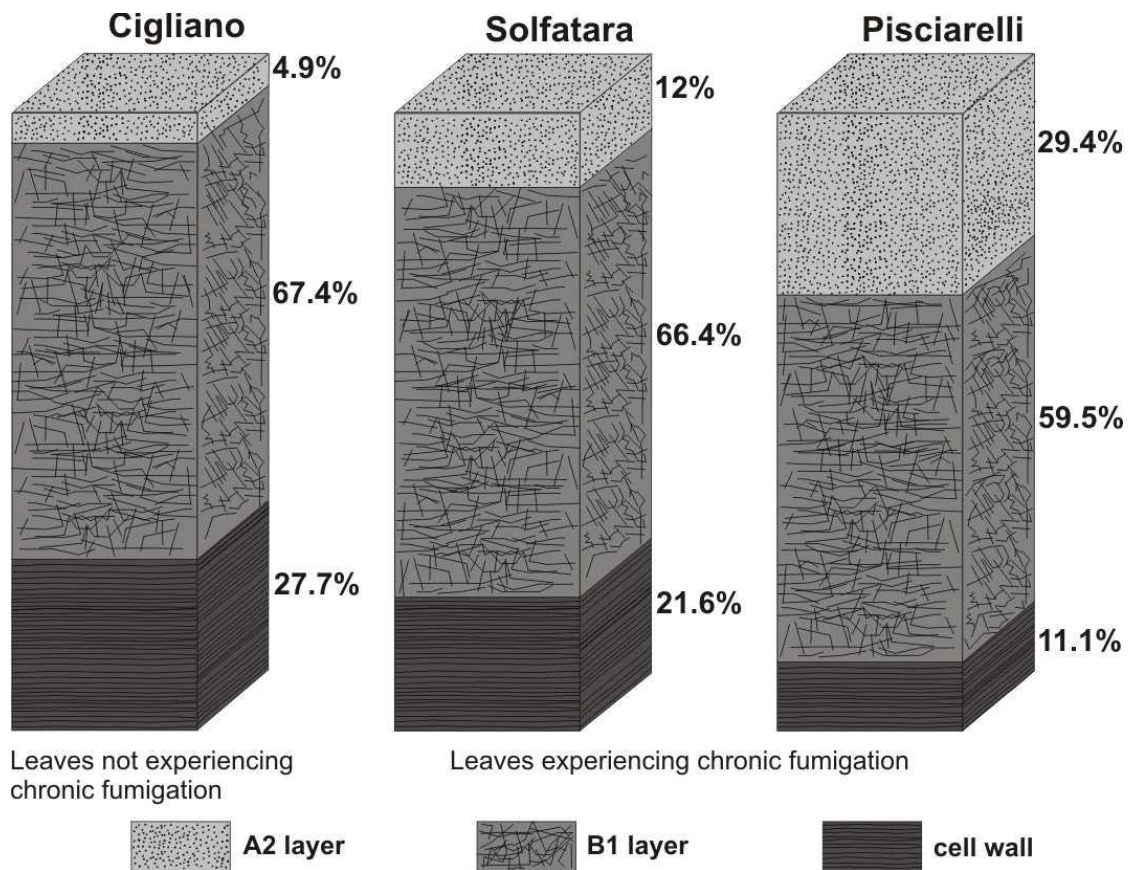 Cigliano
4.9%
67.4%
27.7%
Solfatara
12%
66.4%
21.6%
Pisciarelli
29.4%
59.5%
11.1%
Leaves not experiencing
chronic fumigation
Leaves experiencing chronic fumigation
A2 layer
B1 layer
cell wall